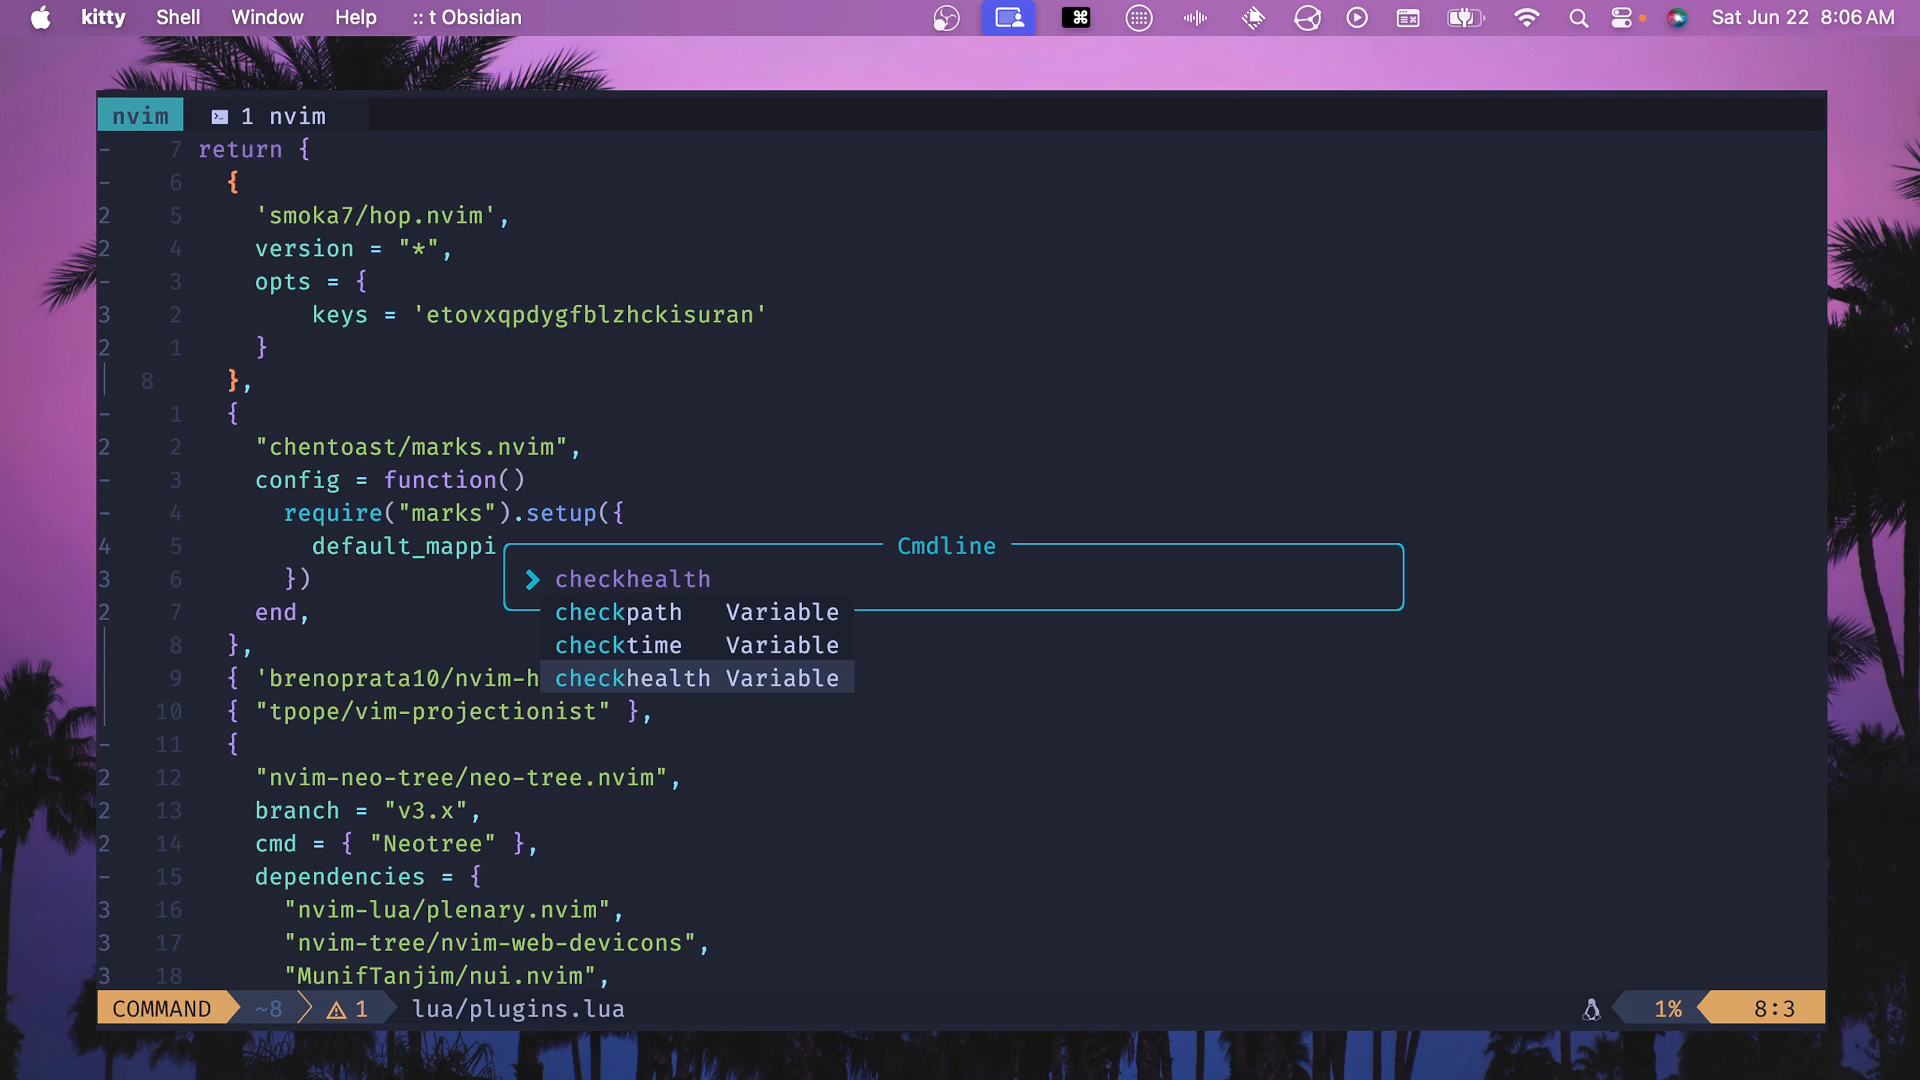 kitty Shell Window Help :: t Obsidian Sat Jun 22 8:06 AM
nvim 1 nvim
- 7 return {
- 6 {
2 5 'smoka7/hop.nvim',
2 4 version = "*",
- 3 opts = {
3 2 keys = 'etovxqpdygfblzhckisuran'
2 1 }
8 },
- 1 {
2 2 "chentoast/marks.nvim",
- 3 config = function()
- 4 require("marks").setup({
4 5 default_mappi Cmdline
3 6 }) checkhealth
2 7 end, checkpath Variable
8 }, checktime Variable
9 { 'brenoprata10/nvim-h checkhealth Variable
10 { "tpope/vim-projectionist" },
- 11 {
2 12 "nvim-neo-tree/neo-tree.nvim",
2 13 branch = "v3.x",
2 14 cmd = { "Neotree" },
- 15 dependencies = {
3 16 "nvim-lua/plenary.nvim",
3 17 "nvim-tree/nvim-web-devicons",
3 18 "MunifTanjim/nui.nvim",
COMMAND ~8 1 lua/plugins.lua 1% 8:3